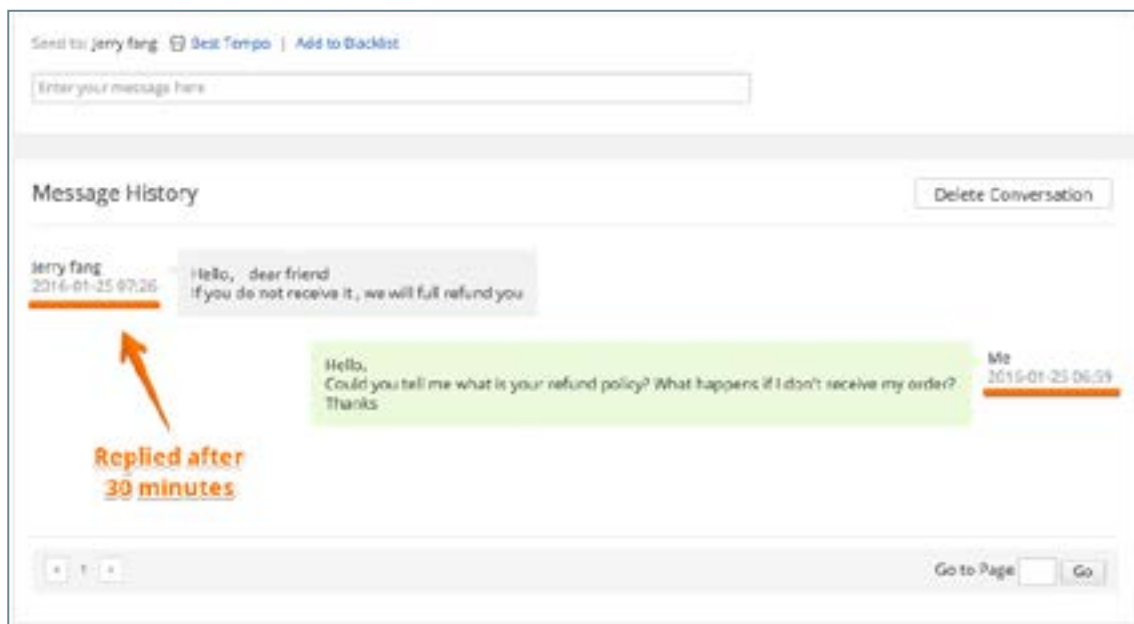 Send to: Jerry fang Best Tempo | Add to Blacklist
Enter your message here
Message History
Delete Conversation
Jerry fang
2016-01-25 07:26
Hello, dear friend
If you do not receive it, we will full refund you
Hello,
Could you tell me what is your refund policy? What happens if I don't receive my order?
Thanks
Me
2016-01-25 06:59
Replied after
30 minutes
1
Go to Page Go